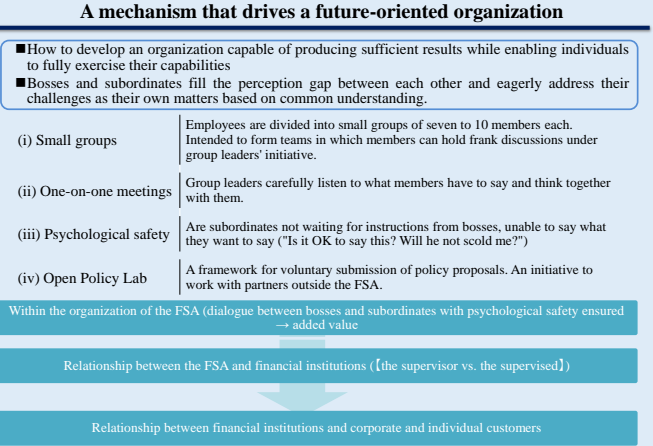 A mechanism that drives a future-oriented organization
■How to develop an organization capable of producing sufficient results while enabling individuals
to fully exercise their capabilities
■Bosses and subordinates fill the perception gap between each other and eagerly address their
challenges as their own matters based on common understanding.
(i) Small groups
Employees are divided into small groups of seven to 10 members each.
Intended to form teams in which members can hold frank discussions under
group leaders' initiative.
(ii) One-on-one meetings
Group leaders carefully listen to what members have to say and think together
with them.
(iii) Psychological safety
Are subordinates not waiting for instructions from bosses, unable to say what
they want to say ("Is it OK to say this? Will he not scold me?")
(iv) Open Policy Lab
A framework for voluntary submission of policy proposals. An initiative to
work with partners outside the FSA.
Within the organization of the FSA (dialogue between bosses and subordinates with psychological safety ensured
→ added value
Relationship between the FSA and financial institutions (【the supervisor vs. the supervised】)
Relationship between financial institutions and corporate and individual customers